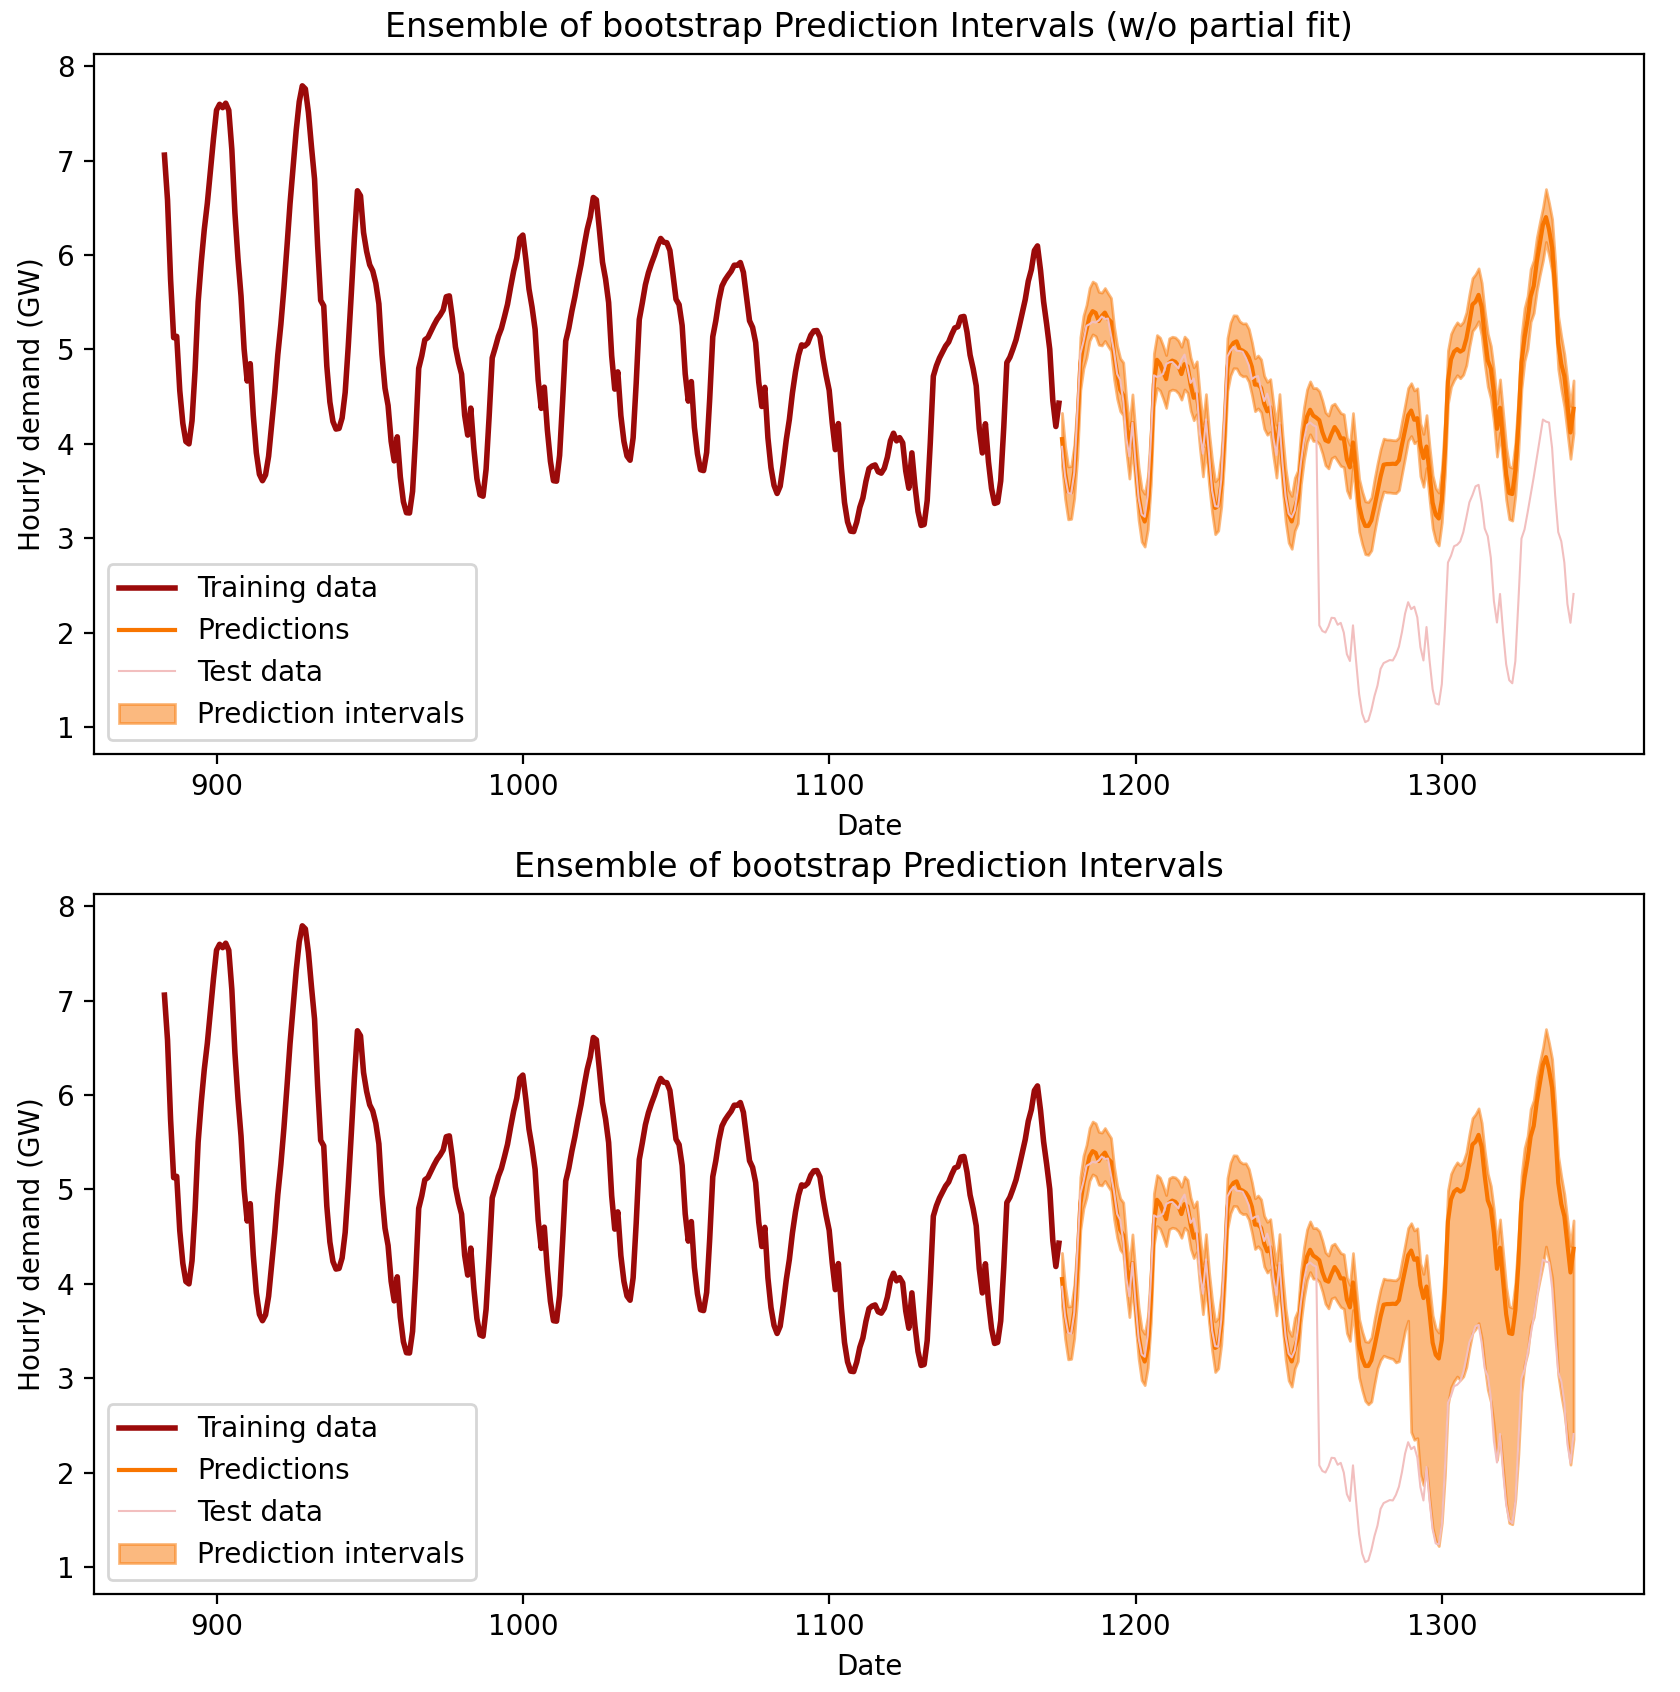 Ensemble of bootstrap Prediction Intervals (w/o partial fit)
8
7
6
5
4
3
2
1
Hourly demand (GW)
Training data
Predictions
Test data
Prediction intervals
900 1000 1100 1200 1300
Date
Ensemble of bootstrap Prediction Intervals
8
7
6
5
4
3
2
1
Hourly demand (GW)
Training data
Predictions
Test data
Prediction intervals
900 1000 1100 1200 1300
Date